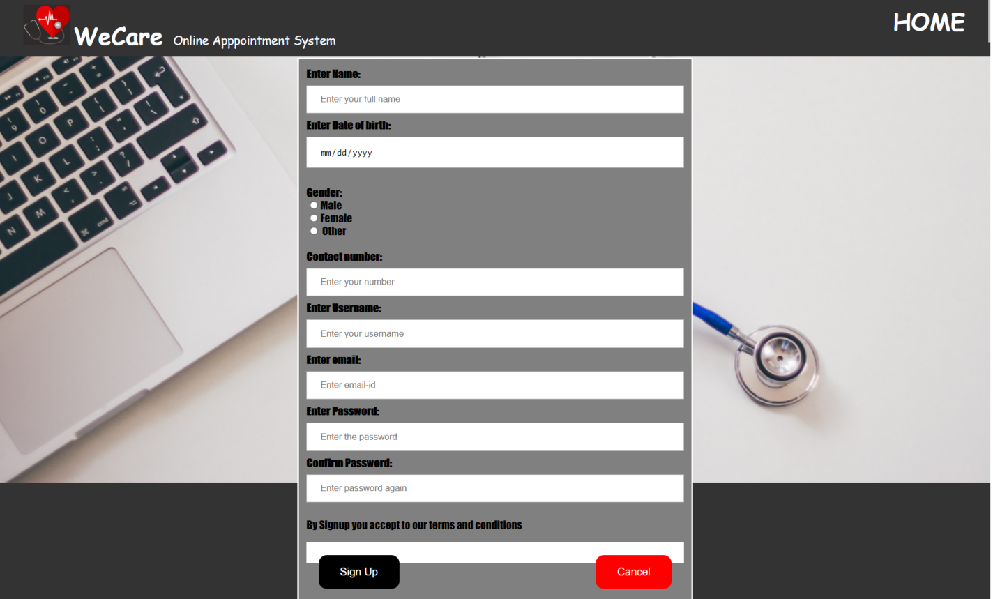 WeCare Online Apppointment System
HOME
Enter Name:
Enter your full name
Enter Date of birth:
mm/dd/yyyy
Gender:
Male
Female
Other
Contact number:
Enter your number
Enter Username:
Enter your username
Enter email:
Enter email-id
Enter Password:
Enter the password
Confirm Password:
Enter password again
By Signup you accept to our terms and conditions
Sign Up
Cancel